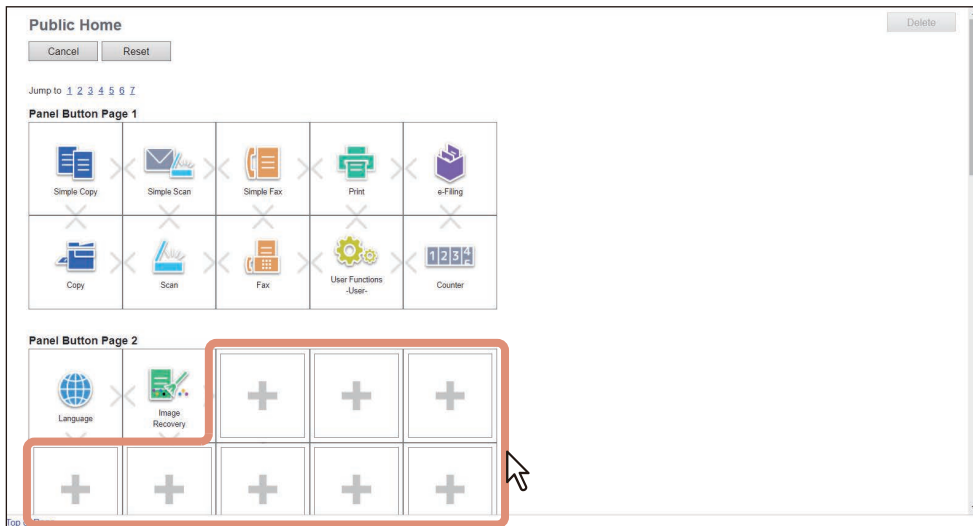 Public Home
Delete
Cancel Reset
Jump to 1 2 3 4 5 6 7
Panel Button Page 1
Simple Copy Simple Scan Simple Fax Print e-Filing
Copy Scan Fax User Functions
-User- Counter
Panel Button Page 2
Language Image
Recovery
Top